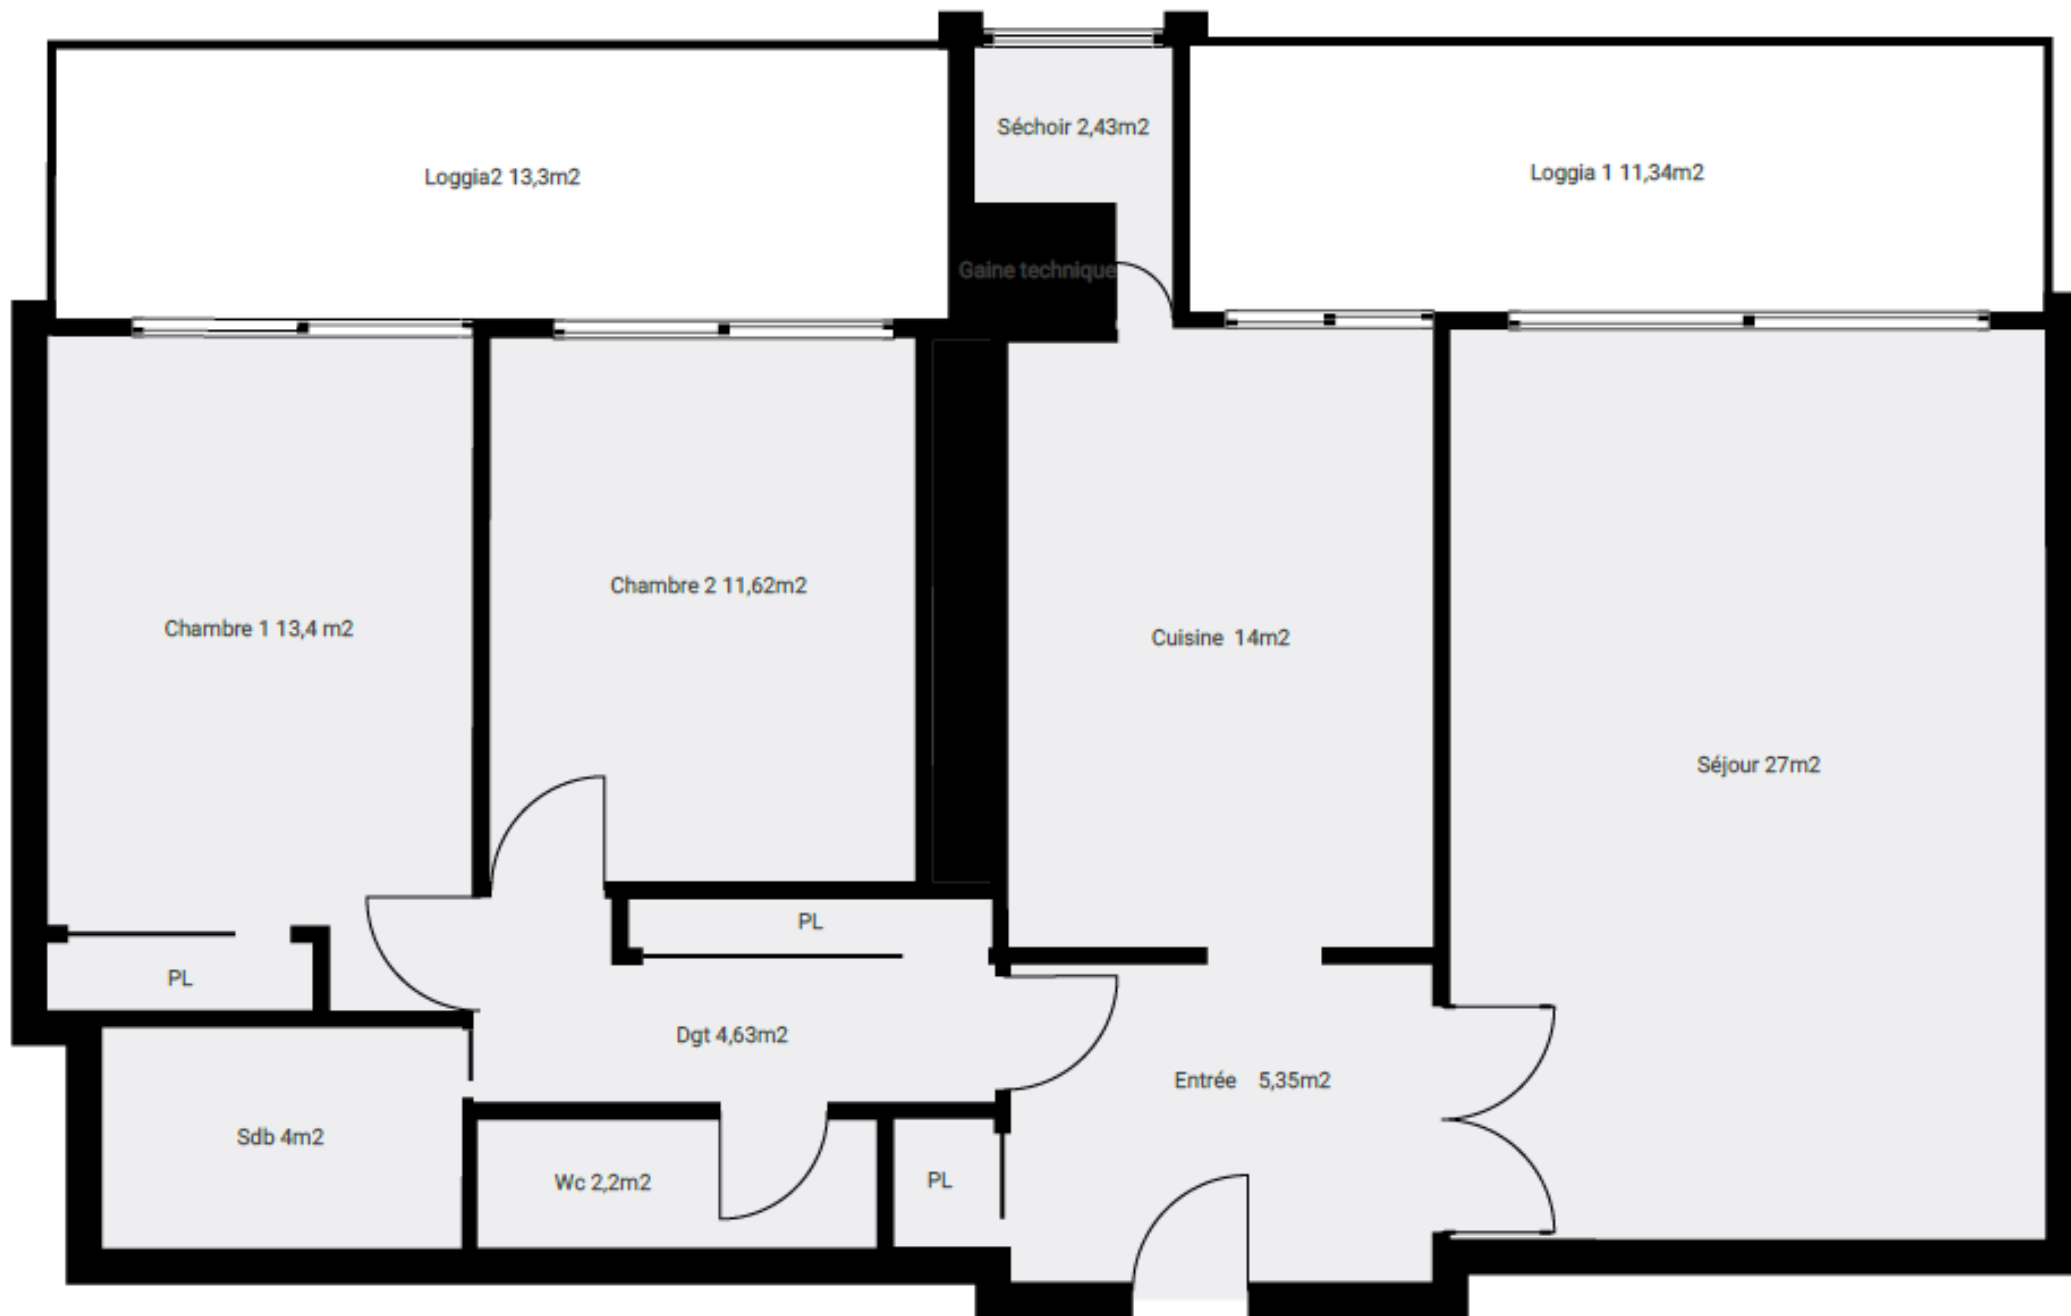 Séchoir 2,43m2
Loggia2 13,3m2
Loggia 1 11,34m2
Gaine technique
Chambre 2 11,62m2
Chambre 1 13,4 m2
Cuisine  14m2
Séjour 27m2
PL
PL
Dgt 4,63m2
Entrée    5,35m2
Sdb 4m2
Wc 2,2m2
PL